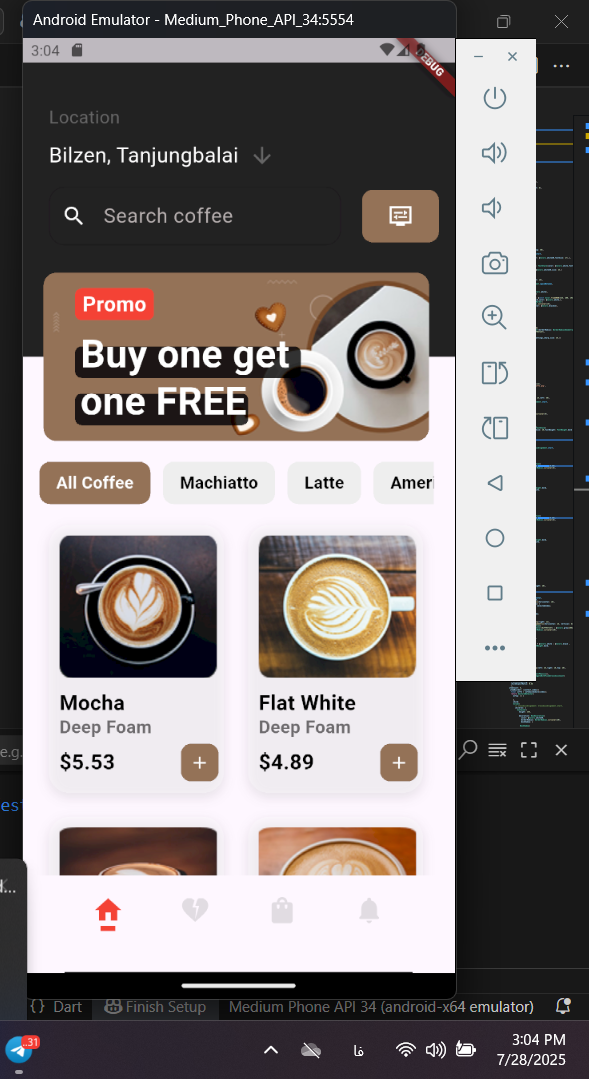 Android Emulator - Medium_Phone_API_34:5554
3:04
DEBUG
Location
Bilzen, Tanjungbalai
Search coffee
Promo
Buy one get
one FREE
All Coffee
Machiatto
Latte
Ameri
Mocha
Flat White
Deep Foam
Deep Foam
$5.53
+
$4.89
+
e.g.
est
d...
{} Dart
Finish Setup
Medium Phone API 34 (android-x64 emulator)
..31
فا
3:04 PM
7/28/2025